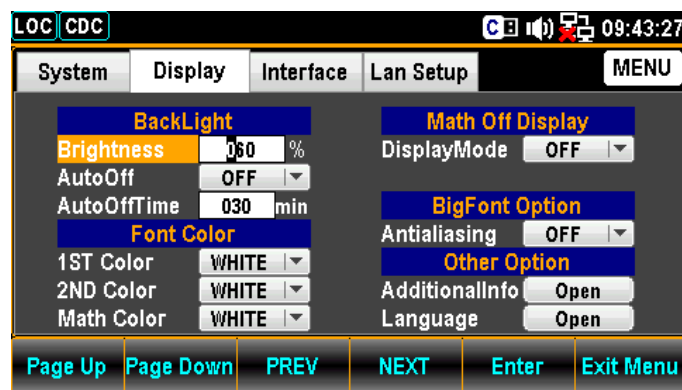 LOC CDC C 09:43:27
System Display Interface Lan Setup MENU
BackLight
Brightness 060 %
AutoOff OFF
AutoOffTime 030 min
Font Color
1ST Color WHITE
2ND Color WHITE
Math Color WHITE
Math Off Display
DisplayMode OFF
BigFont Option
Antialiasing OFF
Other Option
AdditionalInfo Open
Language Open
Page Up Page Down PREV NEXT Enter Exit Menu